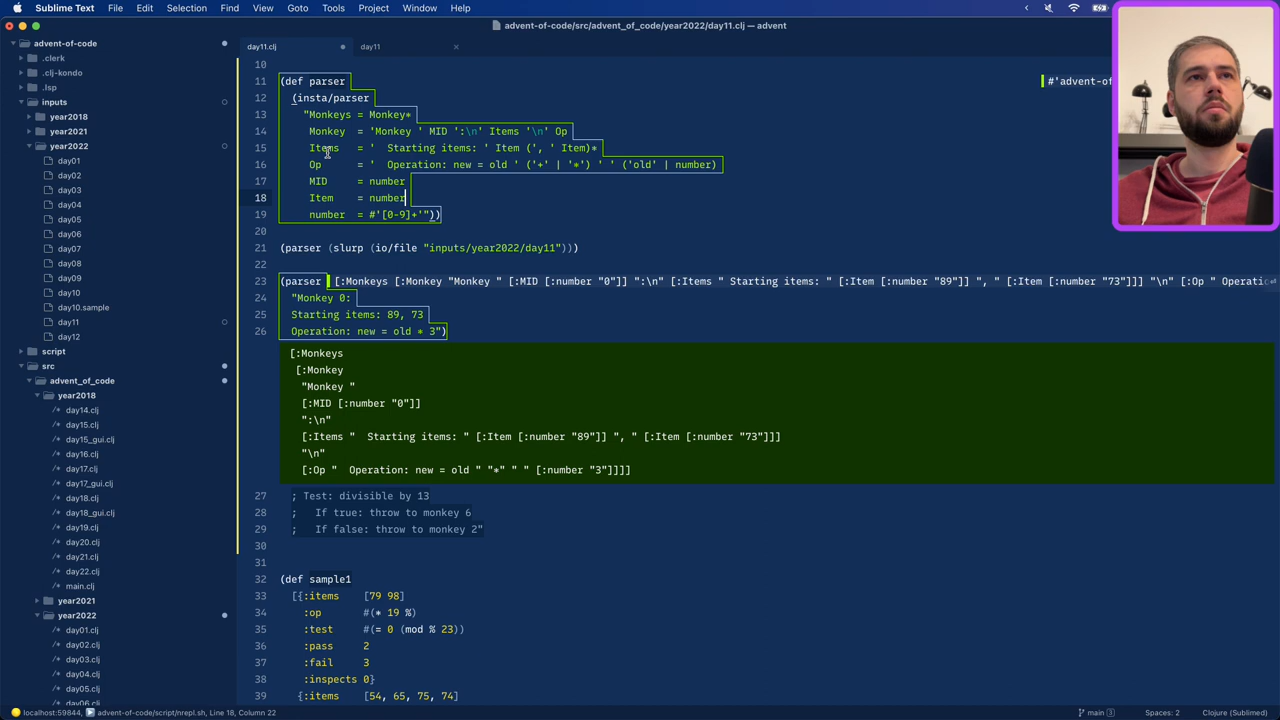 Sublime Text File Edit Selection Find View Goto Tools Project Window Help
advent-of-code/src/advent_of_code/year2022/day11.clj — advent
advent-of-code
.clerk
.clj-kondo
.lsp
inputs
year2018
year2021
year2022
day01
day02
day03
day04
day05
day06
day07
day08
day09
day10
day10.sample
day11
day12
script
src
advent_of_code
year2018
/* day14.clj
/* day15.clj
/* day15_gui.clj
/* day16.clj
/* day17.clj
/* day17_gui.clj
/* day18.clj
/* day18_gui.clj
/* day19.clj
/* day20.clj
/* day21.clj
/* day22.clj
/* main.clj
year2021
year2022
/* day01.clj
/* day02.clj
/* day03.clj
/* day04.clj
/* day05.clj
/* day06.clj
day11.clj day11
10
11 (def parser #'advent-of
12 (insta/parser
13 "Monkeys = Monkey*
14 Monkey = 'Monkey ' MID ':\n' Items '\n' Op
15 Items = '  Starting items: ' Item (', ' Item)*
16 Op = '  Operation: new = old ' ('+' | '*') ' ' ('old' | number)
17 MID = number
18 Item = number
19 number = #'[0-9]+'"))
20
21 (parser (slurp (io/file "inputs/year2022/day11")))
22
23 (parser [:Monkeys [:Monkey "Monkey " [:MID [:number "0"]] ":\n" [:Items " Starting items: " [:Item [:number "89"]] ", " [:Item [:number "73"]]] "\n" [:Op " Operati
24 "Monkey 0:
25 Starting items: 89, 73
26 Operation: new = old * 3")
[:Monkeys
[:Monkey
"Monkey "
[:MID [:number "0"]]
":\n"
[:Items "  Starting items: " [:Item [:number "89"]] ", " [:Item [:number "73"]]]
"\n"
[:Op "  Operation: new = old " "*" " " [:number "3"]]]]
27 ; Test: divisible by 13
28 ;   If true: throw to monkey 6
29 ;   If false: throw to monkey 2"
30
31
32 (def sample1
33 [{:items [79 98]
34 :op #(* 19 %)
35 :test #(= 0 (mod % 23))
36 :pass 2
37 :fail 3
38 :inspects 0}
39 {:items [54, 65, 75, 74]
localhost:59844, advent-of-code/script/nrepl.sh, Line 18, Column 22
main 3
Spaces: 2
Clojure (Sublimed)